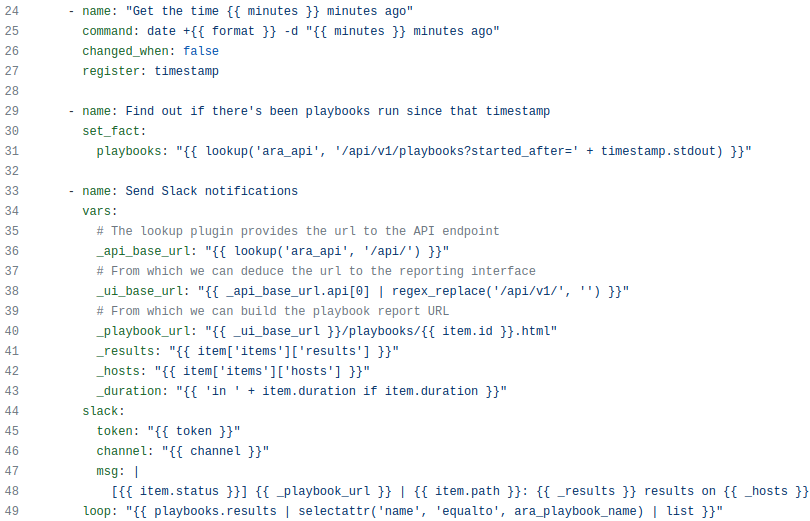 24 - name: "Get the time {{ minutes }} minutes ago"
25 command: date +{{ format }} -d "{{ minutes }} minutes ago"
26 changed_when: false
27 register: timestamp
28
29 - name: Find out if there's been playbooks run since that timestamp
30 set_fact:
31 playbooks: "{{ lookup('ara_api', '/api/v1/playbooks?started_after=' + timestamp.stdout) }}"
32
33 - name: Send Slack notifications
34 vars:
35 # The lookup plugin provides the url to the API endpoint
36 _api_base_url: "{{ lookup('ara_api', '/api/') }}"
37 # From which we can deduce the url to the reporting interface
38 _ui_base_url: "{{ _api_base_url.api[0] | regex_replace('/api/v1/', '') }}"
39 # From which we can build the playbook report URL
40 _playbook_url: "{{ _ui_base_url }}/playbooks/{{ item.id }}.html"
41 _results: "{{ item['items']['results'] }}"
42 _hosts: "{{ item['items']['hosts'] }}"
43 _duration: "{{ 'in ' + item.duration if item.duration }}"
44 slack:
45 token: "{{ token }}"
46 channel: "{{ channel }}"
47 msg: |
48 [{{ item.status }}] {{ _playbook_url }} | {{ item.path }}: {{ _results }} results on {{ _hosts }}
49 loop: "{{ playbooks.results | selectattr('name', 'equalto', ara_playbook_name) | list }}"